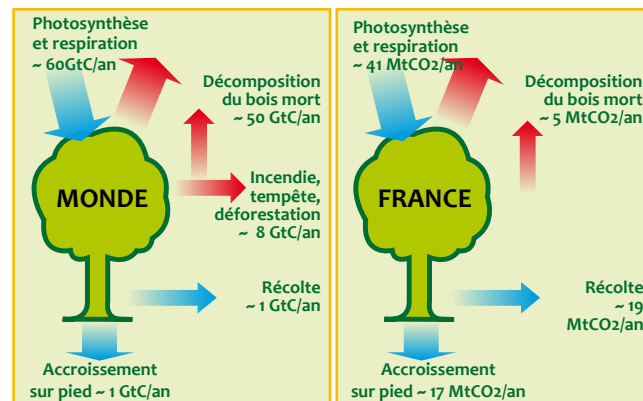 Photosynthèse
et respiration
~ 60GtC/an
Décomposition
du bois mort
~ 50 GtC/an
MONDE
Incendie,
tempête,
déforestation
~ 8 GtC/an
Récolte
~ 1 GtC/an
Accroissement
sur pied ~ 1 GtC/an
Photosynthèse
et respiration
~ 41 MtCO2/an
Décomposition
du bois mort
~ 5 MtCO2/an
FRANCE
Récolte
~ 19
MtCO2/an
Accroissement
sur pied ~ 17 MtCO2/an